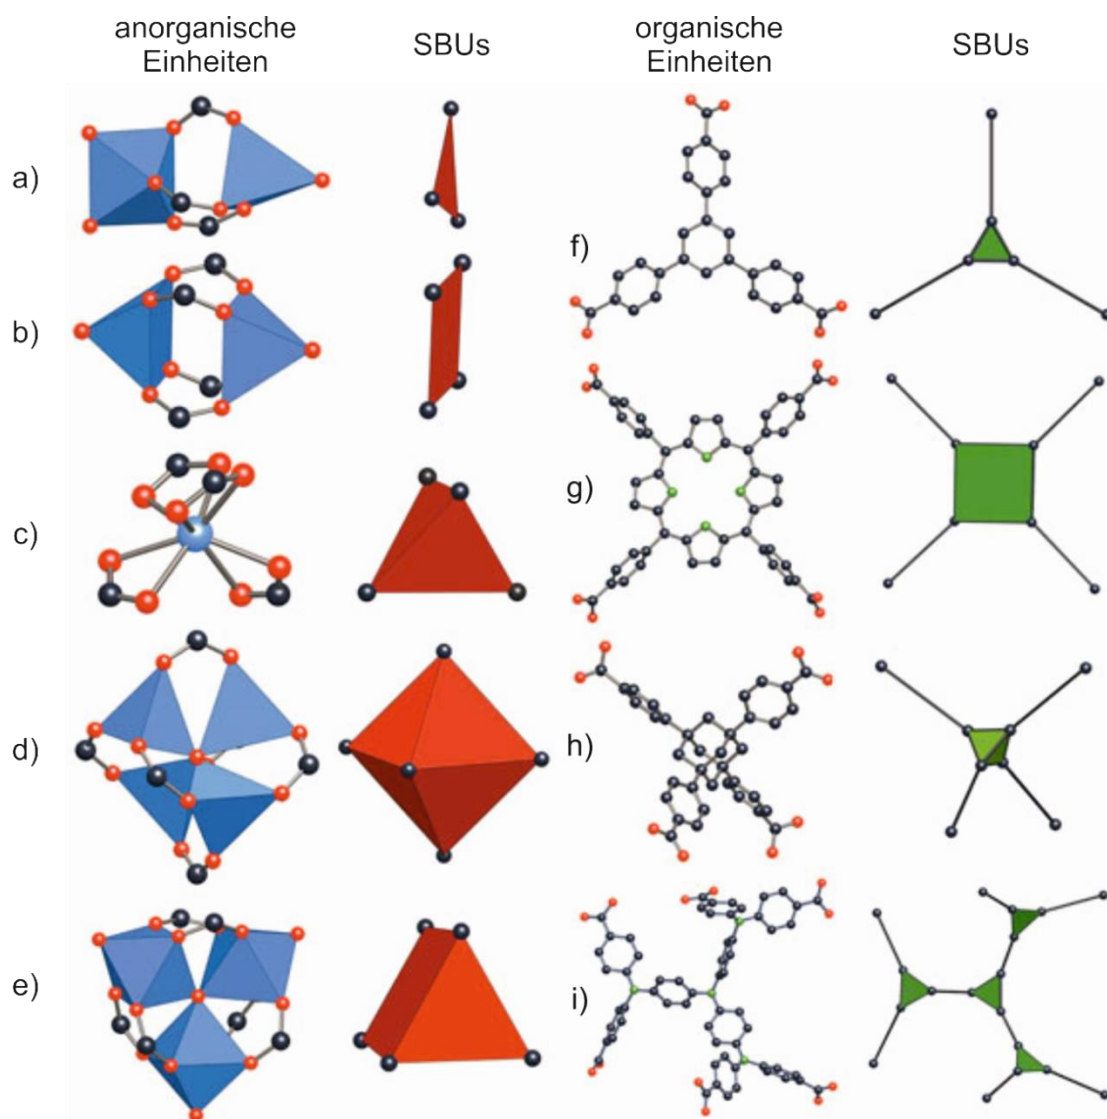 anorganische
Einheiten
SBUs
organische
Einheiten
SBUs
a)
b)
c)
d)
e)
f)
g)
h)
i)